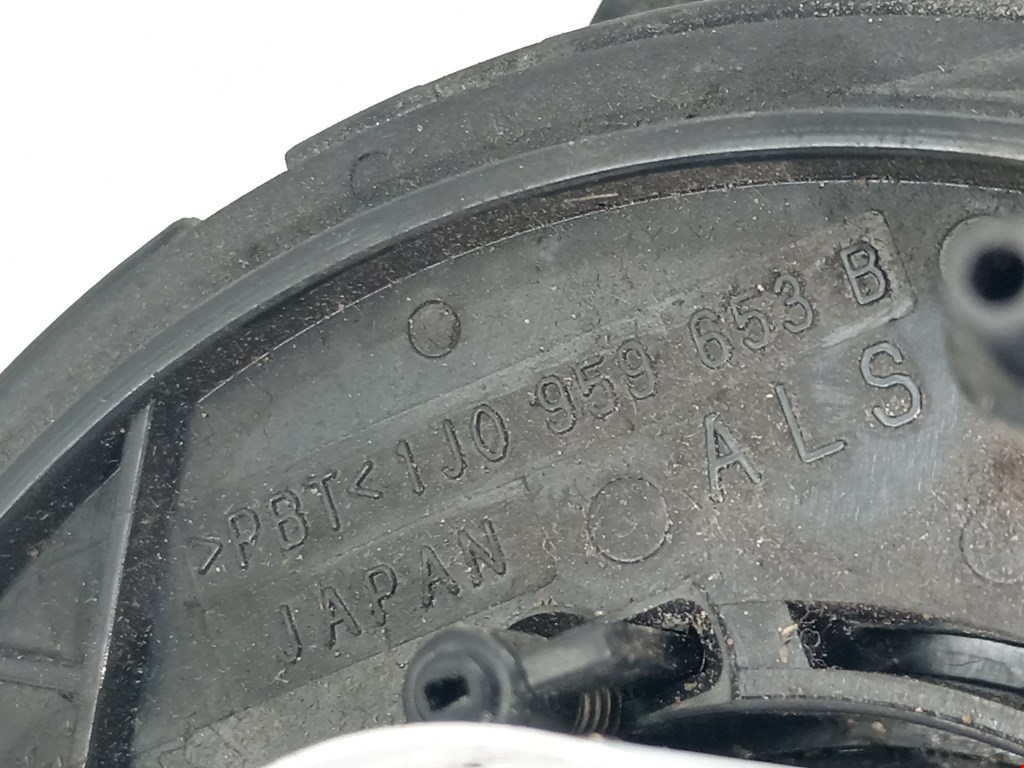 >PBT< 1J0 959 653 B
JAPAN ALS